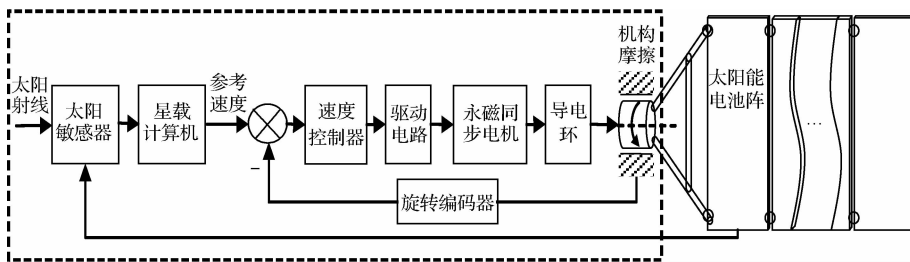 太阳
射线
太阳
敏感器
星载
计算机
参考
速度
−
速度
控制器
驱动
电路
永磁同
步电机
导电
环
机构
摩擦
太阳能
电池阵
...
旋转编码器